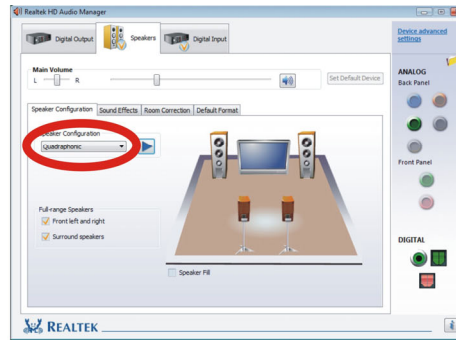 Realtek HD Audio Manager
Digital Output
Speakers
Digital Input
Device advanced
settings
Main Volume
L
R
Set Default Device
ANALOG
Back Panel
Speaker Configuration
Sound Effects
Room Correction
Default Format
Speaker Configuration
Quadraphonic
Front Panel
Full-range Speakers
Front left and right
Surround speakers
Speaker Fill
DIGITAL
REALTEK
i